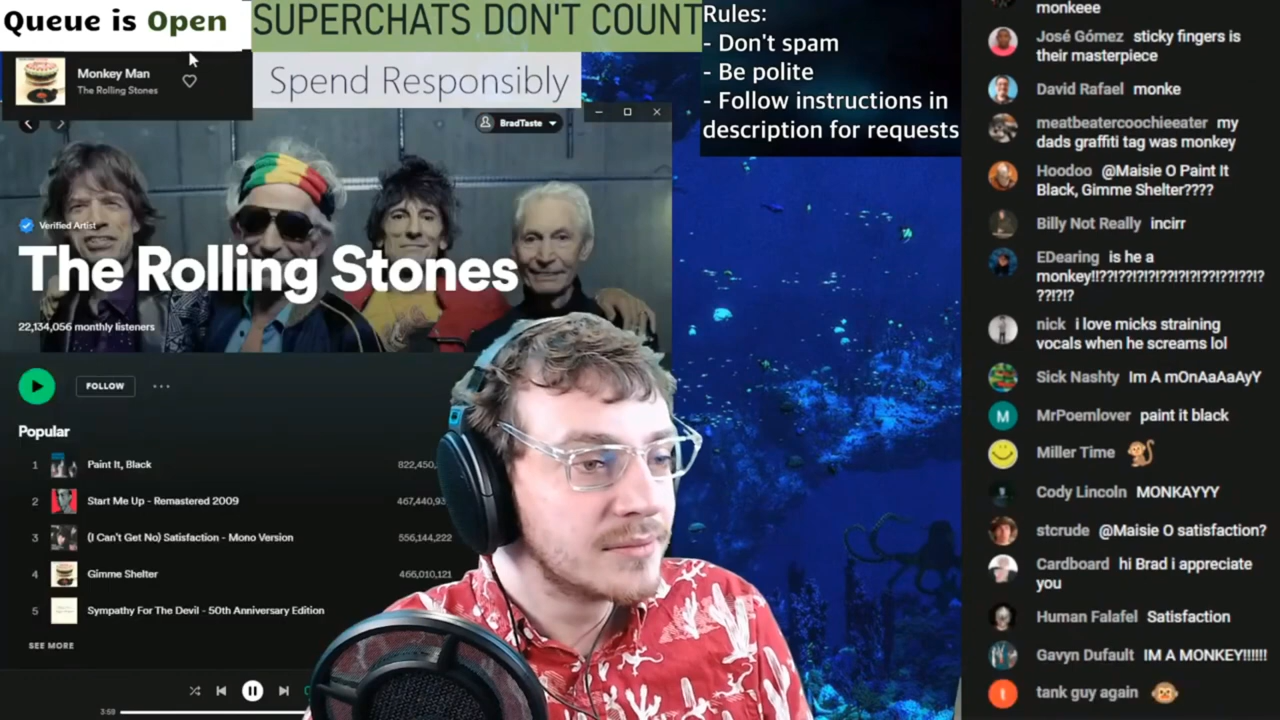 Queue is Open
SUPERCHATS DON'T COUNT
Spend Responsibly
Rules:
- Don't spam
- Be polite
- Follow instructions in
description for requests
Monkey Man
The Rolling Stones
BradTaste
Verified Artist
The Rolling Stones
22,134,056 monthly listeners
FOLLOW
Popular
1 Paint It, Black 822,450,
2 Start Me Up - Remastered 2009 467,440,93
3 (I Can't Get No) Satisfaction - Mono Version 556,144,222
4 Gimme Shelter 466,010,121
5 Sympathy For The Devil - 50th Anniversary Edition
SEE MORE
3:59
monkeee
José Gómez sticky fingers is
their masterpiece
David Rafael monke
meatbeatercoochieeater my
dads graffiti tag was monkey
Hoodoo @Maisie O Paint It
Black, Gimme Shelter????
Billy Not Really incirr
EDearing is he a
monkey!!??!??!?!?!??!?!?!??!??!??!?
??!?!?
nick i love micks straining
vocals when he screams lol
Sick Nashty Im A mOnAaAaAyY
M MrPoemlover paint it black
Miller Time 🐒
Cody Lincoln MONKAYYY
stcrude @Maisie O satisfaction?
Cardboard hi Brad i appreciate
you
Human Falafel Satisfaction
Gavyn Dufault IM A MONKEY!!!!!!
t tank guy again 🐵